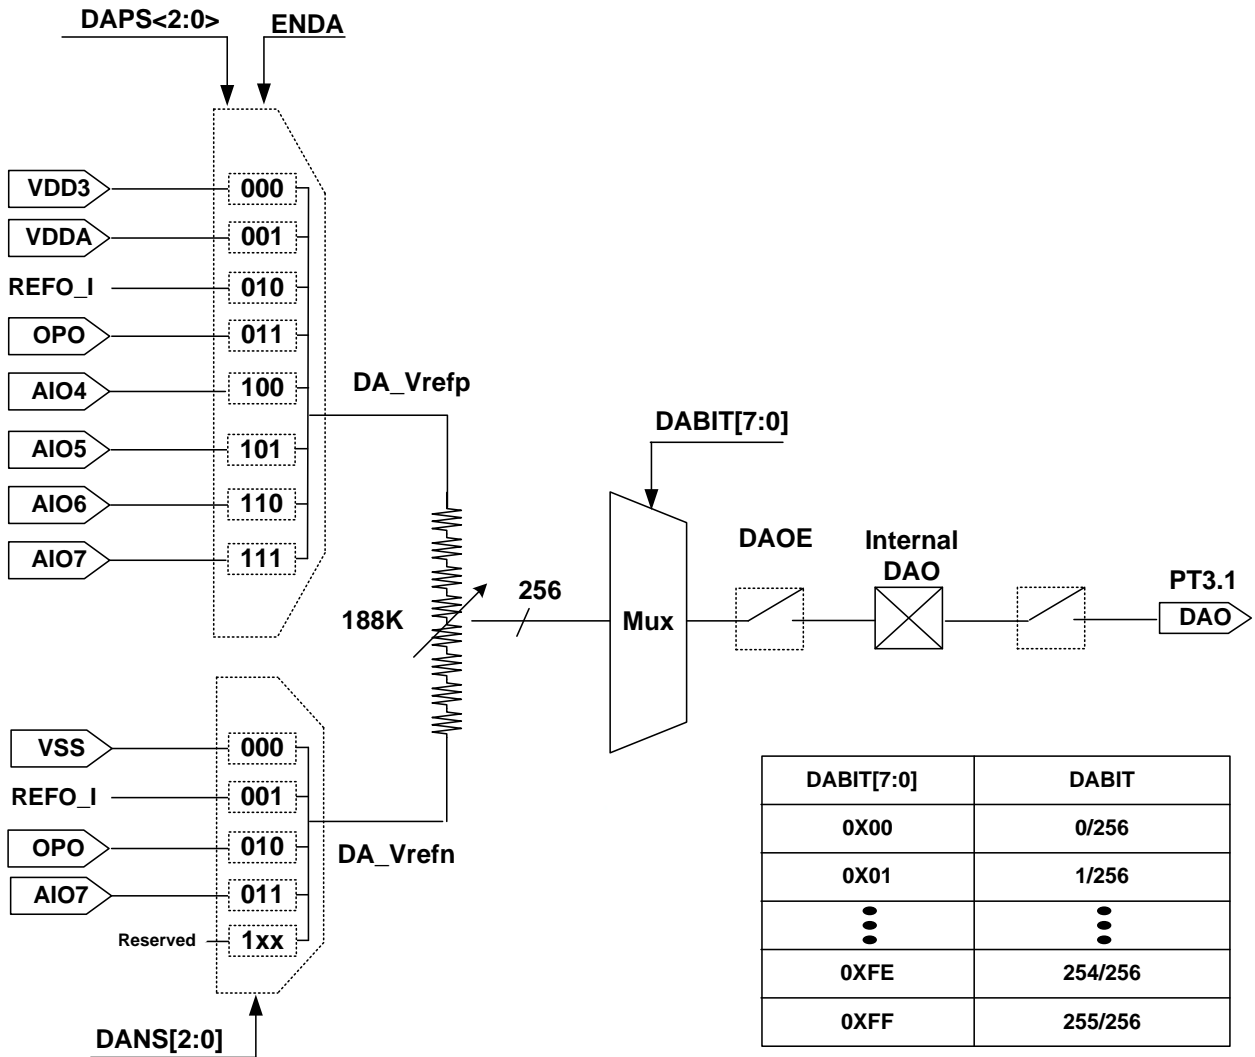 DAPS<2:0>
ENDA
VDD3
000
VDDA
001
REFO_I
010
OPO
011
AIO4
100
AIO5
101
AIO6
110
AIO7
111
DA_Vrefp
188K
256
DABIT[7:0]
Mux
DAOE
Internal
DAO
PT3.1
DAO
VSS
000
REFO_I
001
OPO
010
AIO7
011
Reserved
1xx
DA_Vrefn
DANS[2:0]
DABIT[7:0] DABIT
0X00 0/256
0X01 1/256
0XFE 254/256
0XFF 255/256